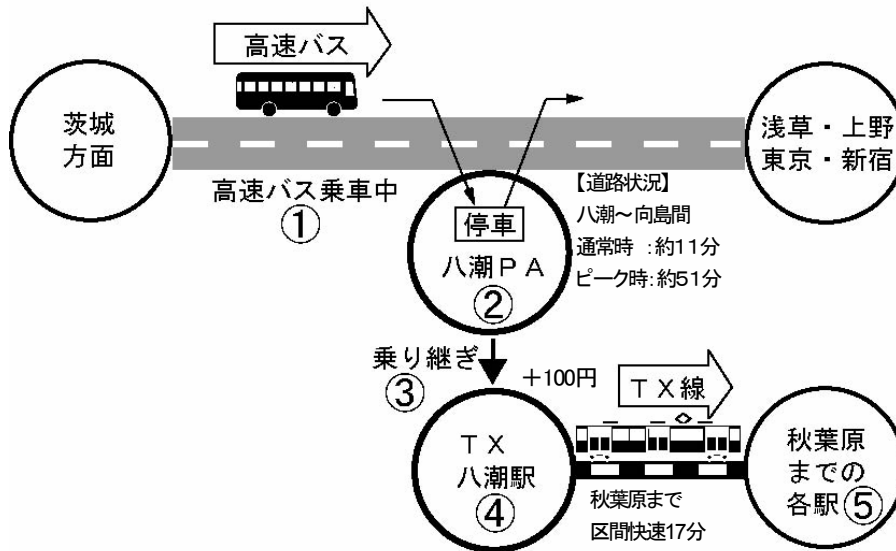 高速バス
茨城
方面
浅草・上野
東京・新宿
高速バス乗車中
①
停車
八潮ＰＡ
②
【道路状況】
八潮～向島間
通常時　：約11分
ピーク時：約51分
乗り継ぎ
③
＋100円
ＴＸ線
ＴＸ
八潮駅
④
秋葉原まで
区間快速17分
秋葉原
までの
各駅⑤